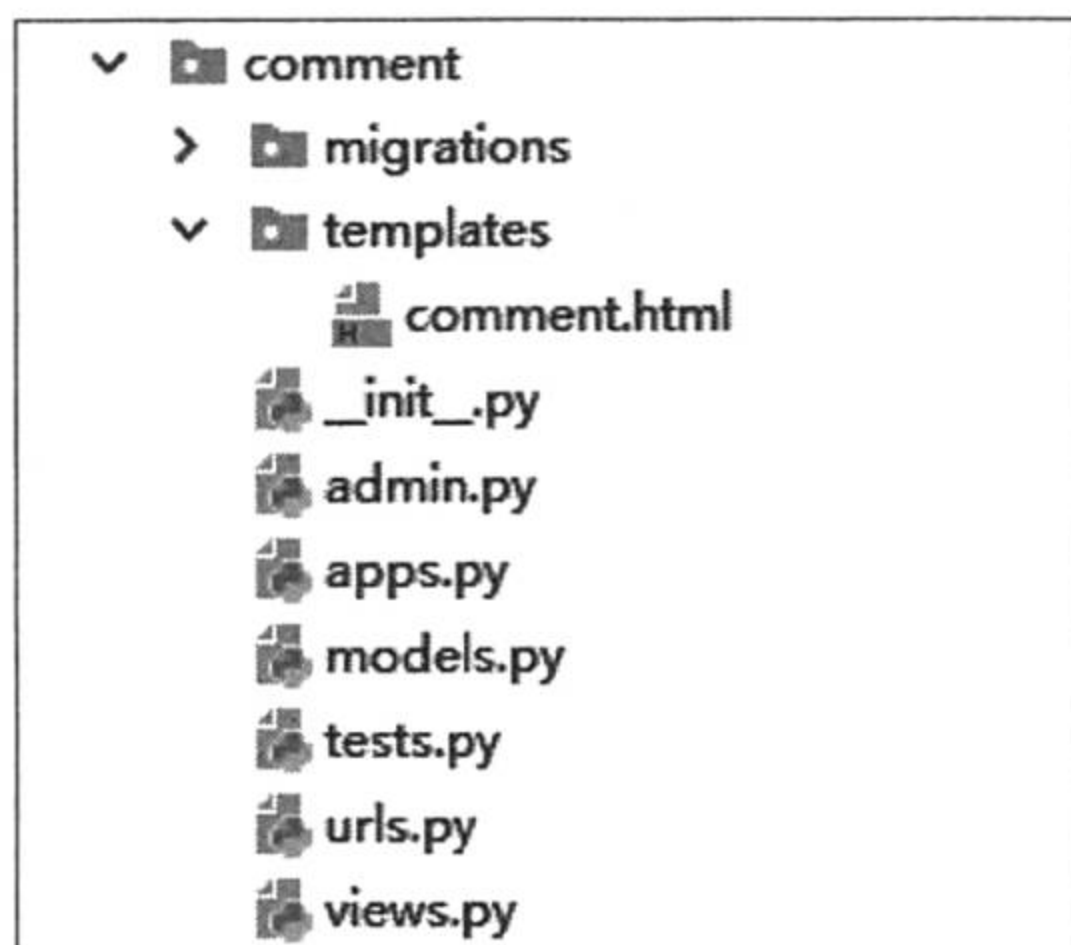 comment
migrations
templates
comment.html
__init__.py
admin.py
apps.py
models.py
tests.py
urls.py
views.py